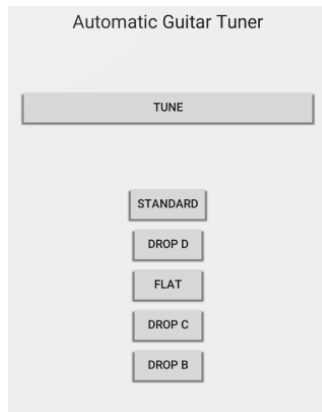 Automatic Guitar Tuner
TUNE
STANDARD
DROP D
FLAT
DROP C
DROP B